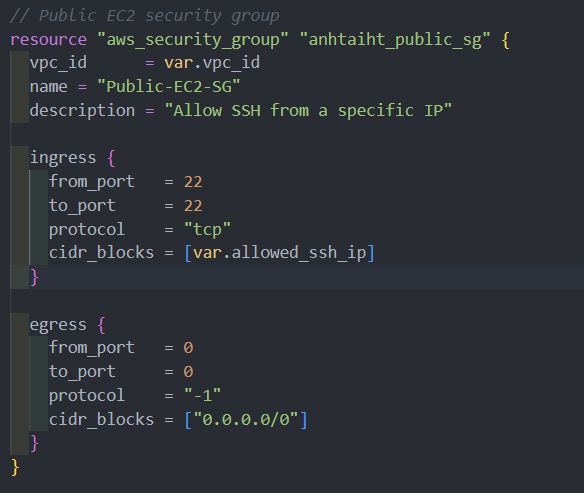 // Public EC2 security group
resource "aws_security_group" "anhtaiht_public_sg" {
  vpc_id      = var.vpc_id
  name = "Public-EC2-SG"
  description = "Allow SSH from a specific IP"

  ingress {
    from_port   = 22
    to_port     = 22
    protocol    = "tcp"
    cidr_blocks = [var.allowed_ssh_ip]
  }

  egress {
    from_port   = 0
    to_port     = 0
    protocol    = "-1"
    cidr_blocks = ["0.0.0.0/0"]
  }
}